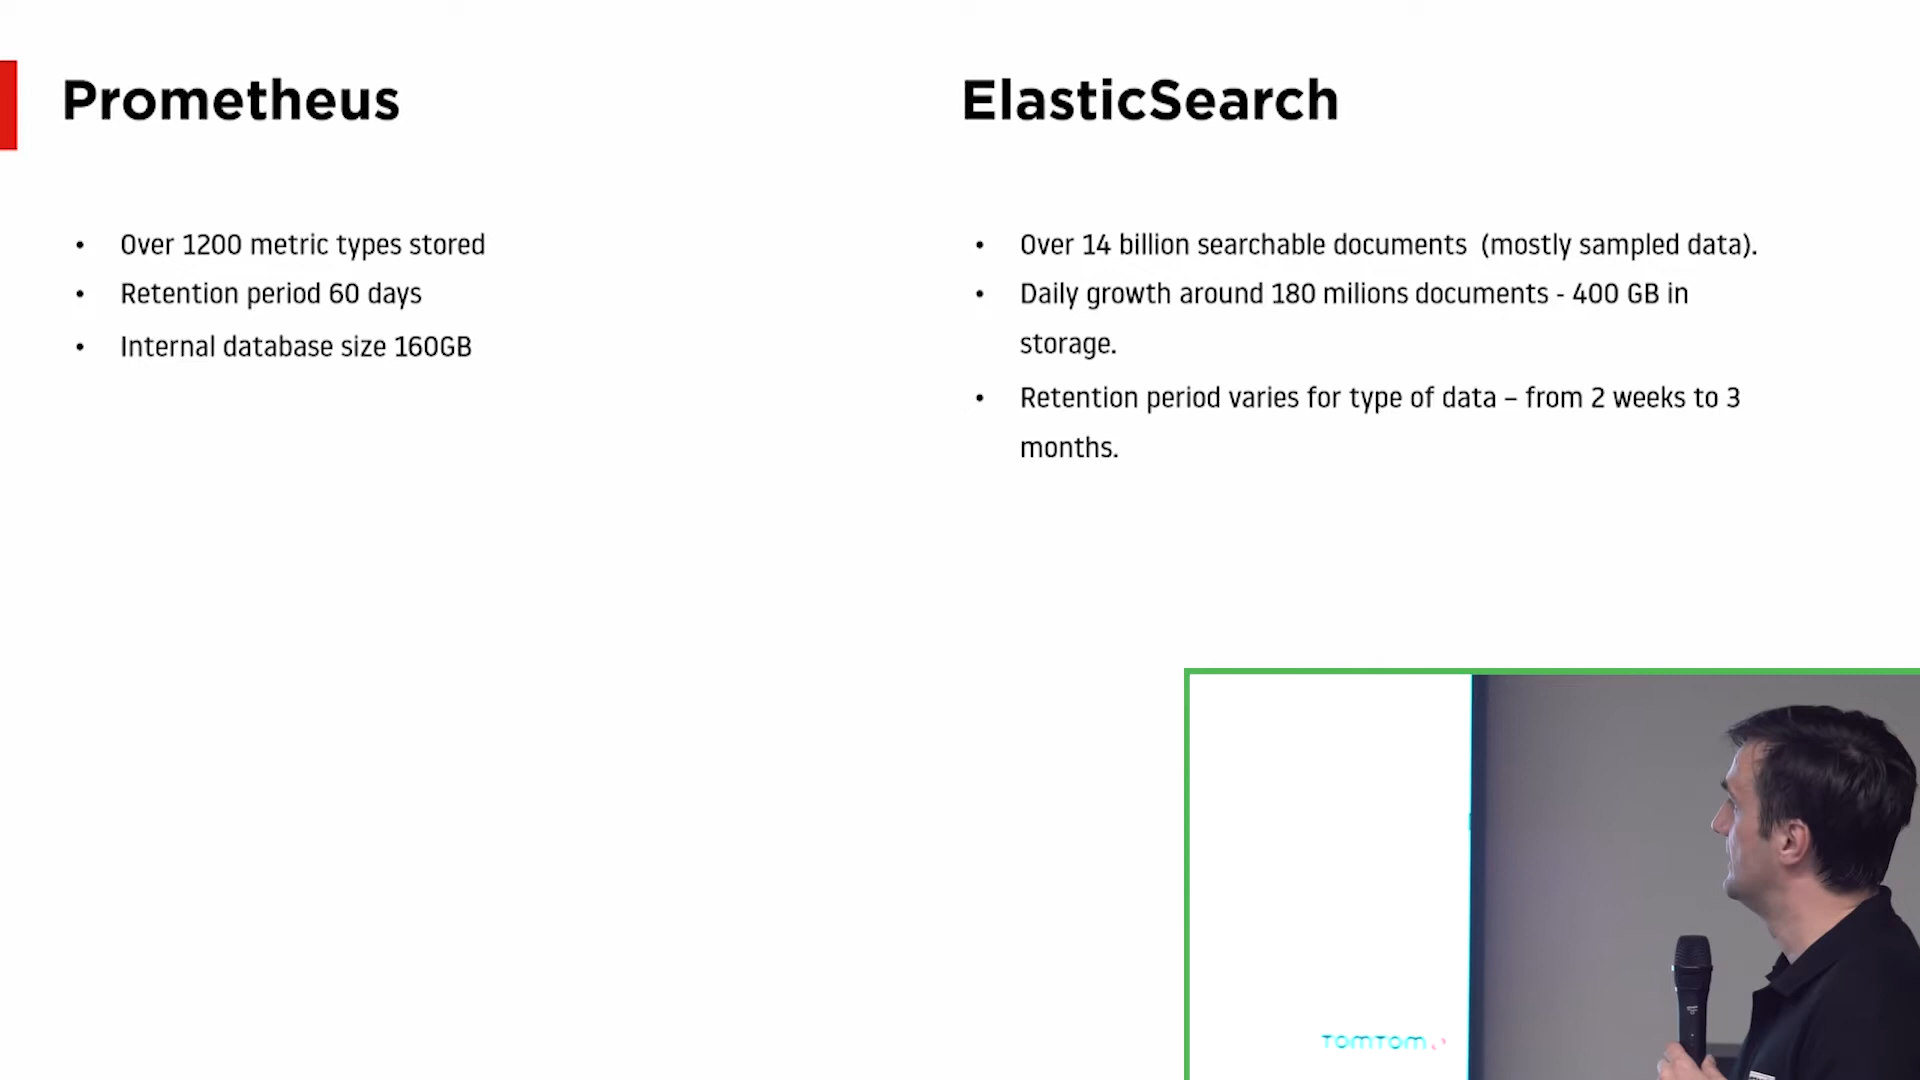 Prometheus
• Over 1200 metric types stored
• Retention period 60 days
• Internal database size 160GB
ElasticSearch
• Over 14 billion searchable documents (mostly sampled data).
• Daily growth around 180 milions documents - 400 GB in
storage.
• Retention period varies for type of data – from 2 weeks to 3
months.
TOMTOM